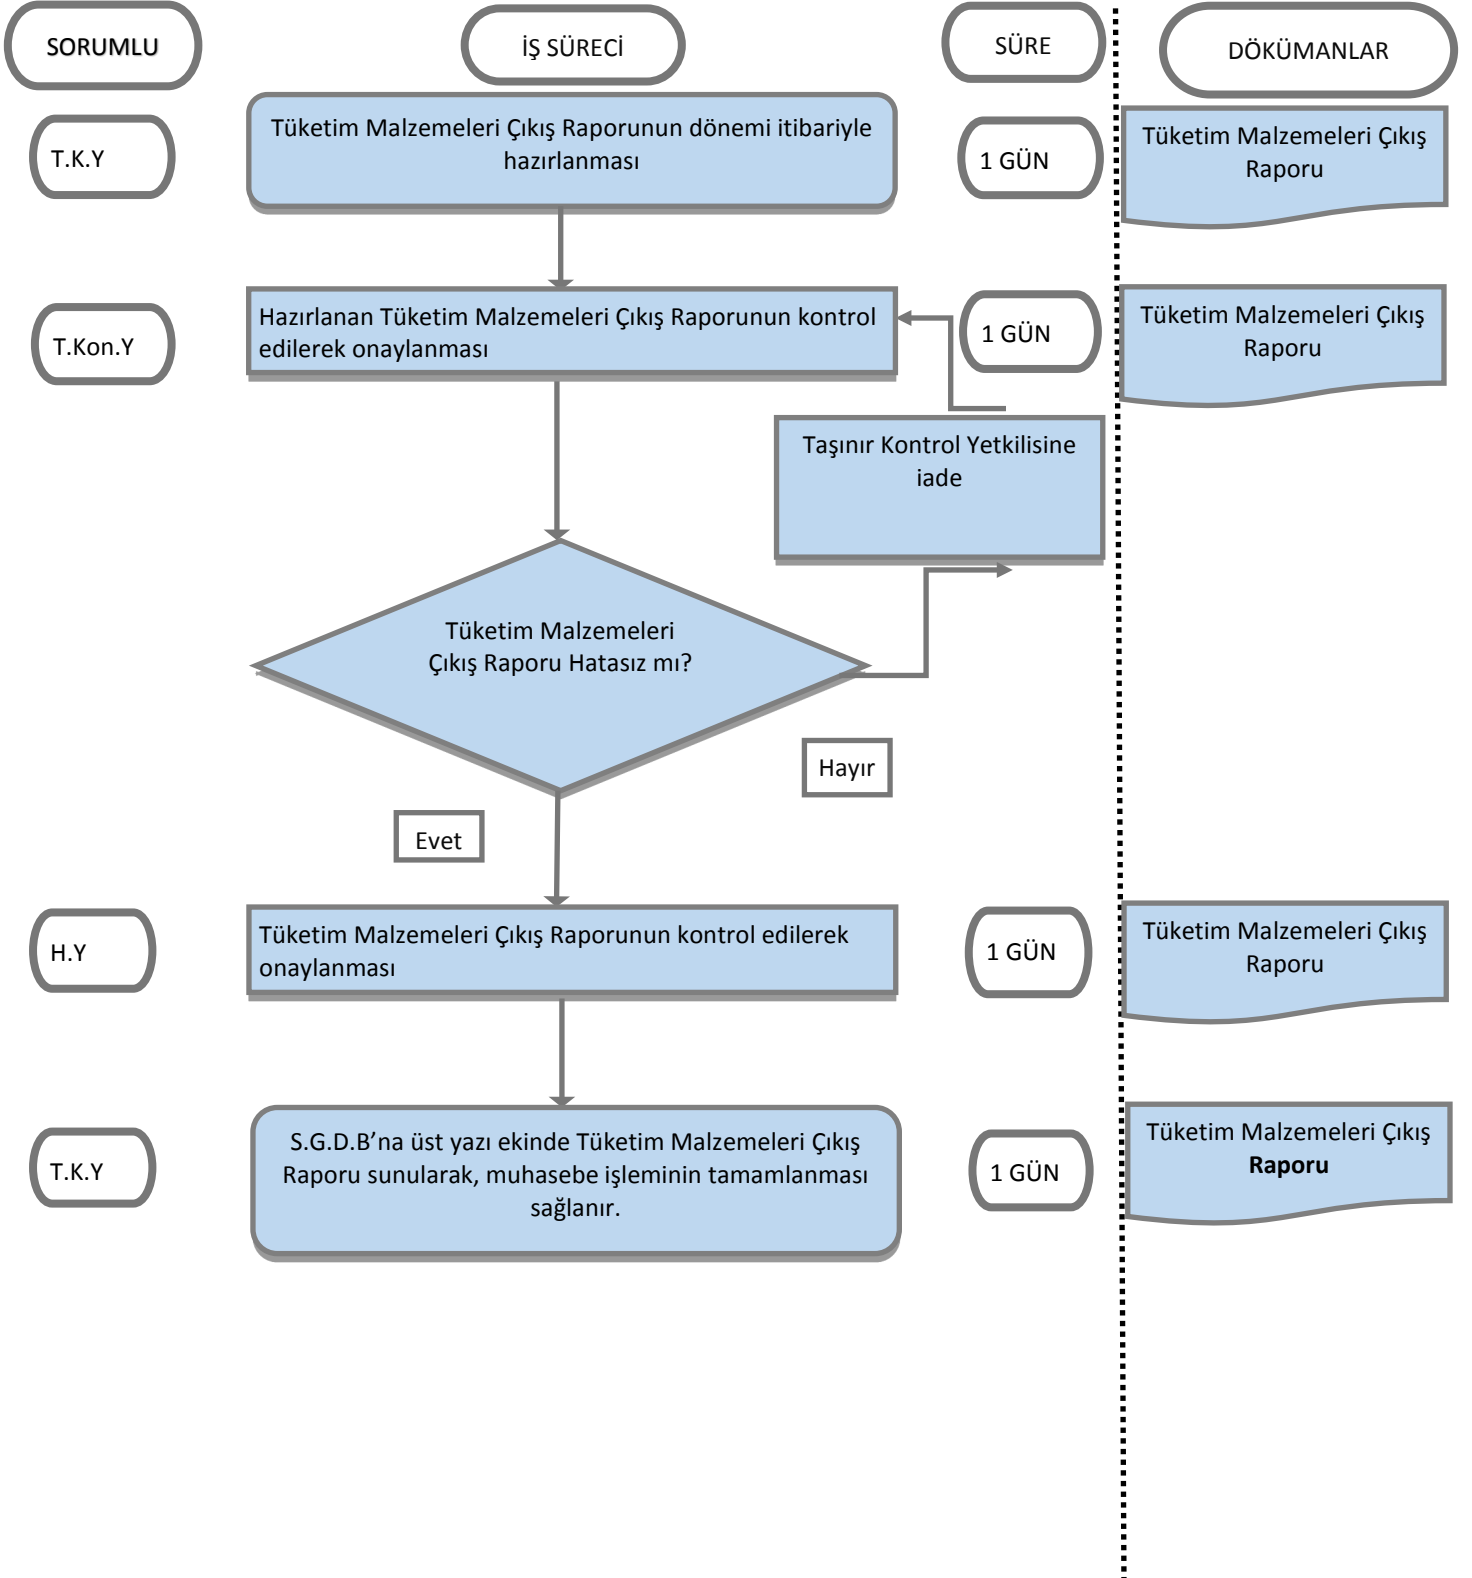 SORUMLU
İŞ SÜRECİ
SÜRE
DÖKÜMANLAR
T.K.Y
Tüketim Malzemeleri Çıkış Raporunun dönemi itibariyle
hazırlanması
1 GÜN
Tüketim Malzemeleri Çıkış
Raporu
T.Kon.Y
Hazırlanan Tüketim Malzemeleri Çıkış Raporunun kontrol
edilerek onaylanması
1 GÜN
Tüketim Malzemeleri Çıkış
Raporu
Taşınır Kontrol Yetkilisine
iade
Tüketim Malzemeleri
Çıkış Raporu Hatasız mı?
Hayır
Evet
H.Y
Tüketim Malzemeleri Çıkış Raporunun kontrol edilerek
onaylanması
1 GÜN
Tüketim Malzemeleri Çıkış
Raporu
T.K.Y
S.G.D.B’na üst yazı ekinde Tüketim Malzemeleri Çıkış
Raporu sunularak, muhasebe işleminin tamamlanması
sağlanır.
1 GÜN
Tüketim Malzemeleri Çıkış
Raporu